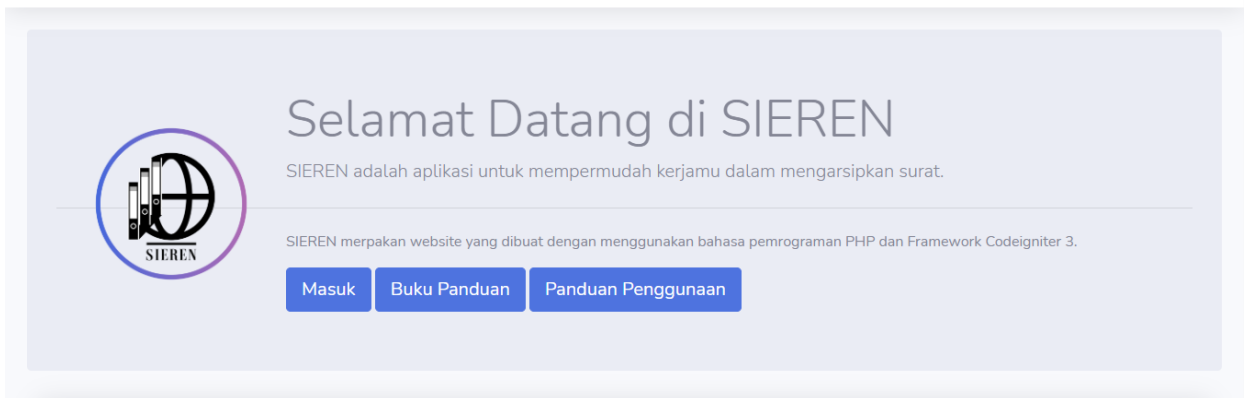 Selamat Datang di SIEREN
SIEREN adalah aplikasi untuk mempermudah kerjamu dalam mengarsipkan surat.
SIEREN
SIEREN merpakan website yang dibuat dengan menggunakan bahasa pemrograman PHP dan Framework Codeigniter 3.
Masuk Buku Panduan Panduan Penggunaan